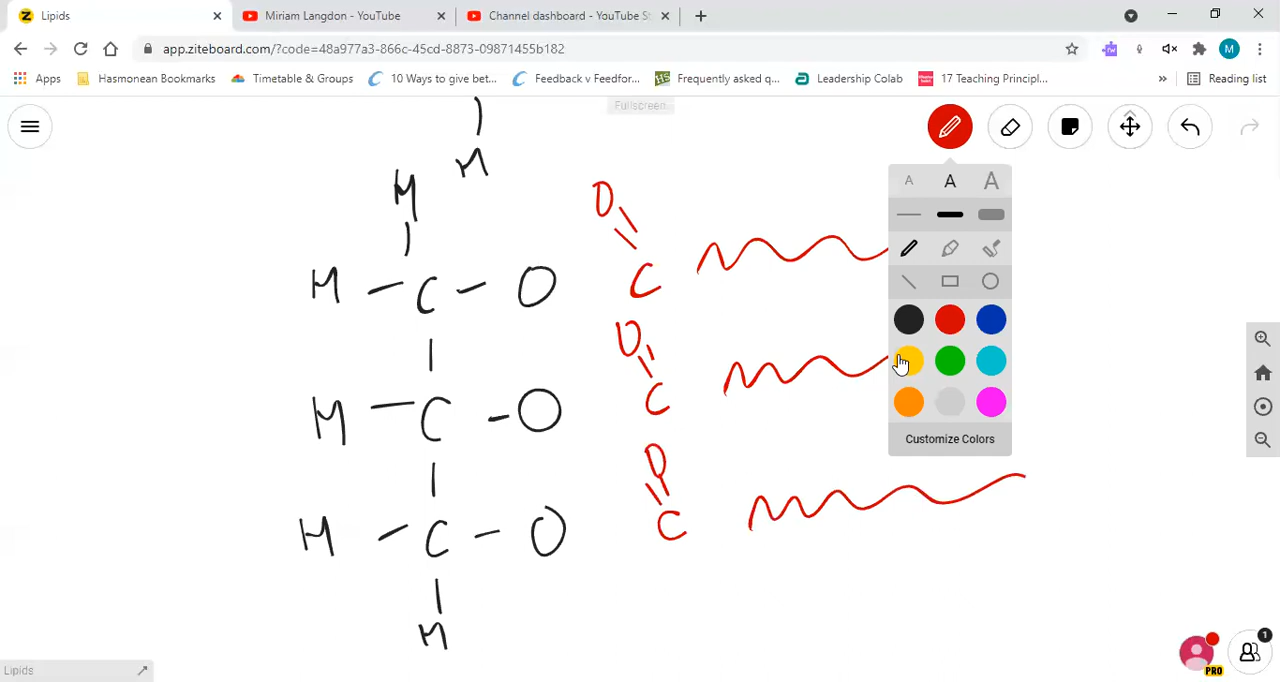 Lipids
Miriam Langdon - YouTube
Channel dashboard - YouTube St
app.ziteboard.com/?code=48a977a3-866c-45cd-8873-09871455b182
M
Apps
Hasmonean Bookmarks
Timetable & Groups
10 Ways to give bet...
Feedback v Feedfor...
Frequently asked q...
Leadership Colab
17 Teaching Principl...
»
Reading list
Fullscreen
A A A
Customize Colors
H
H
O
H - C - O C
O
H - C - O C
O
H - C - O C
H
Lipids
PRO
1